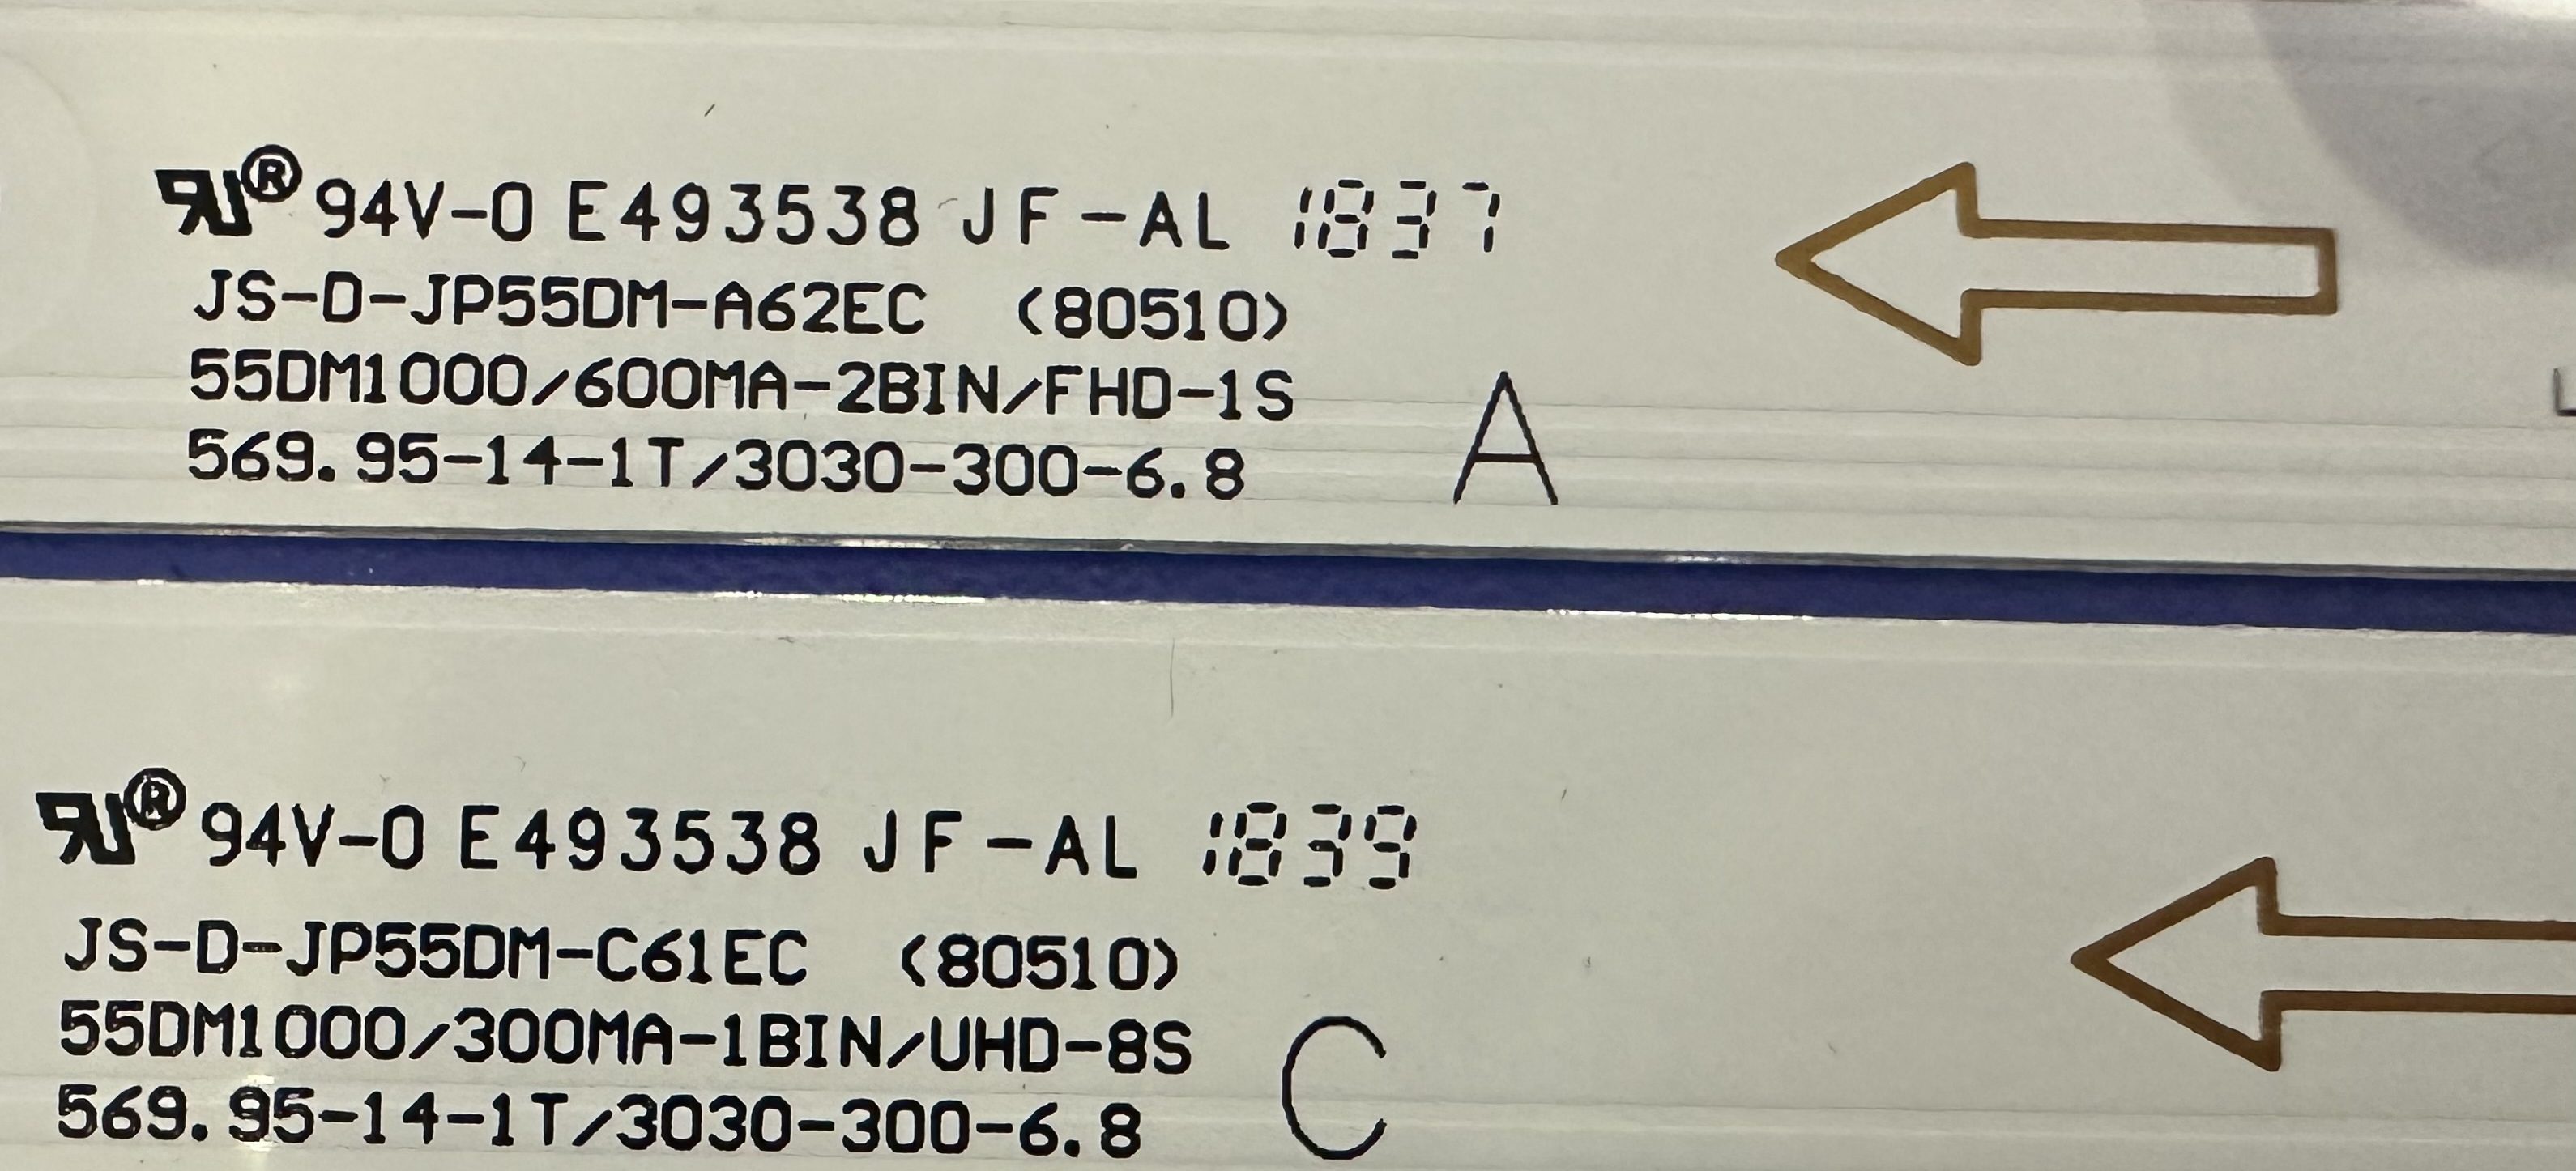 ® 94V-0 E493538 JF-AL 1837
JS-D-JP55DM-A62EC (80510)
55DM1000/600MA-2BIN/FHD-1S
569.95-14-1T/3030-300-6.8
A
L
® 94V-0 E493538 JF-AL 1839
JS-D-JP55DM-C61EC (80510)
55DM1000/300MA-1BIN/UHD-8S
569.95-14-1T/3030-300-6.8
C